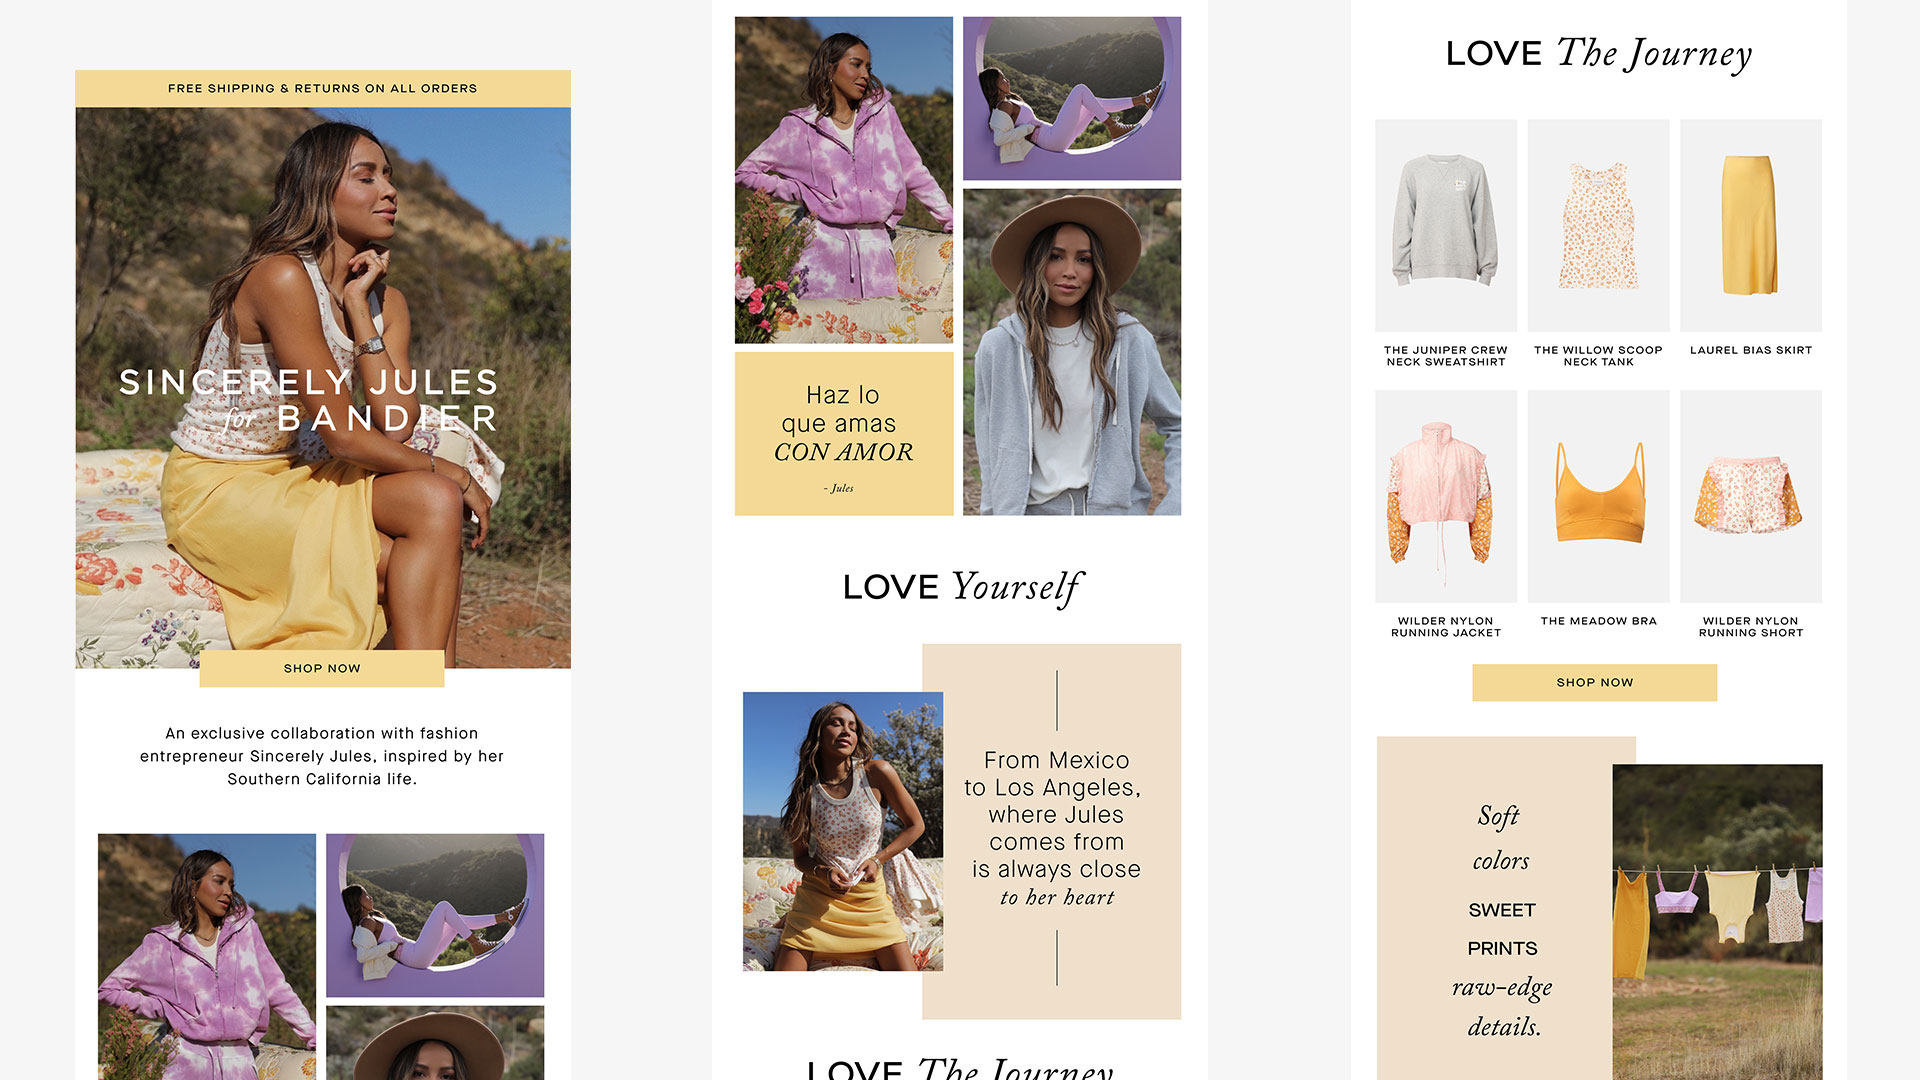 FREE SHIPPING & RETURNS ON ALL ORDERS
SINCERELY JULES
for BANDIER
SHOP NOW
An exclusive collaboration with fashion
entrepreneur Sincerely Jules, inspired by her
Southern California life.
Haz lo
que amas
CON AMOR
- Jules
LOVE Yourself
From Mexico
to Los Angeles,
where Jules
comes from
is always close
to her heart
LOVE The Journey
LOVE The Journey
THE JUNIPER CREW
NECK SWEATSHIRT
THE WILLOW SCOOP
NECK TANK
LAUREL BIAS SKIRT
WILDER NYLON
RUNNING JACKET
THE MEADOW BRA
WILDER NYLON
RUNNING SHORT
SHOP NOW
Soft
colors
SWEET
PRINTS
raw-edge
details.